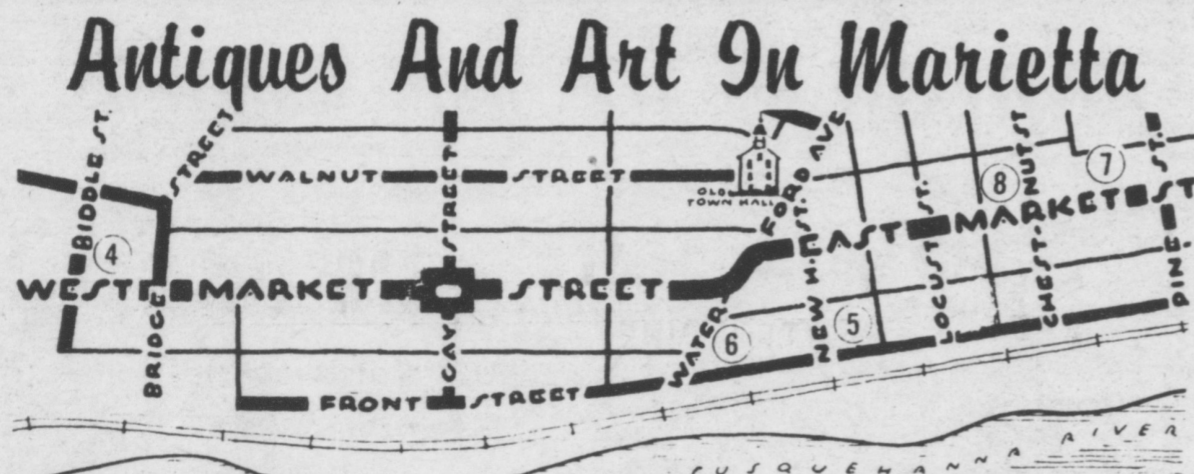 Antiques And Art In Marietta
BIDDLE ST.
BRIDGE STREET
WALNUT STREET
GAY STREET
OLD
TOWN HALL
FORD AVE
4
WEST MARKET STREET
EAST MARKET ST
7
8
NEW H. ST.
LOCUST ST.
CHESTNUT ST
PINE ST.
WATER
6
5
FRONT STREET
SUSQUEHANNA RIVER